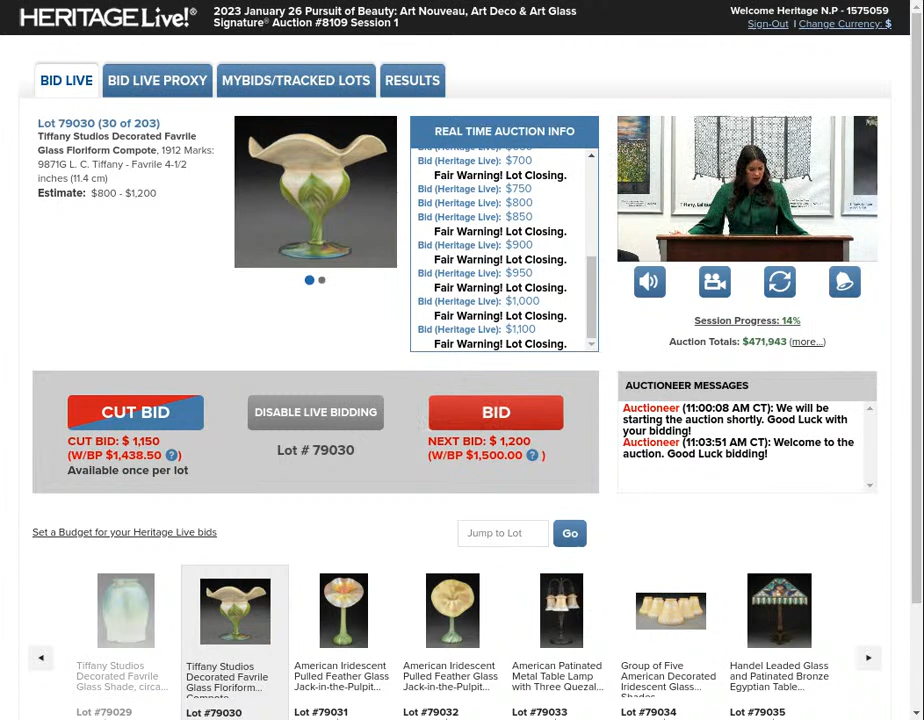 HERITAGE Live!®
2023 January 26 Pursuit of Beauty: Art Nouveau, Art Deco & Art Glass
Signature® Auction #8109 Session 1
Welcome Heritage N.P - 1575059
Sign-Out | Change Currency: $
BID LIVE
BID LIVE PROXY
MYBIDS/TRACKED LOTS
RESULTS
Lot 79030 (30 of 203)
Tiffany Studios Decorated Favrile
Glass Floriform Compote, 1912 Marks:
9871G L. C. Tiffany - Favrile 4-1/2
inches (11.4 cm)
Estimate: $800 - $1,200
REAL TIME AUCTION INFO
Bid (Heritage Live): $700
Fair Warning! Lot Closing.
Bid (Heritage Live): $750
Bid (Heritage Live): $800
Bid (Heritage Live): $850
Fair Warning! Lot Closing.
Bid (Heritage Live): $900
Fair Warning! Lot Closing.
Bid (Heritage Live): $950
Fair Warning! Lot Closing.
Bid (Heritage Live): $1,000
Fair Warning! Lot Closing.
Bid (Heritage Live): $1,100
Fair Warning! Lot Closing.
Session Progress: 14%
Auction Totals: $471,943 (more...)
CUT BID
CUT BID: $ 1,150
(W/BP $1,438.50 ? )
Available once per lot
DISABLE LIVE BIDDING
Lot # 79030
BID
NEXT BID: $ 1,200
(W/BP $1,500.00 ? )
AUCTIONEER MESSAGES
Auctioneer (11:00:08 AM CT): We will be
starting the auction shortly. Good Luck with
your bidding!
Auctioneer (11:03:51 AM CT): Welcome to the
auction. Good Luck bidding!
Set a Budget for your Heritage Live bids
Jump to Lot
Go
Tiffany Studios
Decorated Favrile
Glass Shade, circa...
Lot #79029
Tiffany Studios
Decorated Favrile
Glass Floriform...
Compote
Lot #79030
American Iridescent
Pulled Feather Glass
Jack-in-the-Pulpit...
Lot #79031
American Iridescent
Pulled Feather Glass
Jack-in-the-Pulpit...
Lot #79032
American Patinated
Metal Table Lamp
with Three Quezal...
Lot #79033
Group of Five
American Decorated
Iridescent Glass...
Shades
Lot #79034
Handel Leaded Glass
and Patinated Bronze
Egyptian Table...
Lot #79035